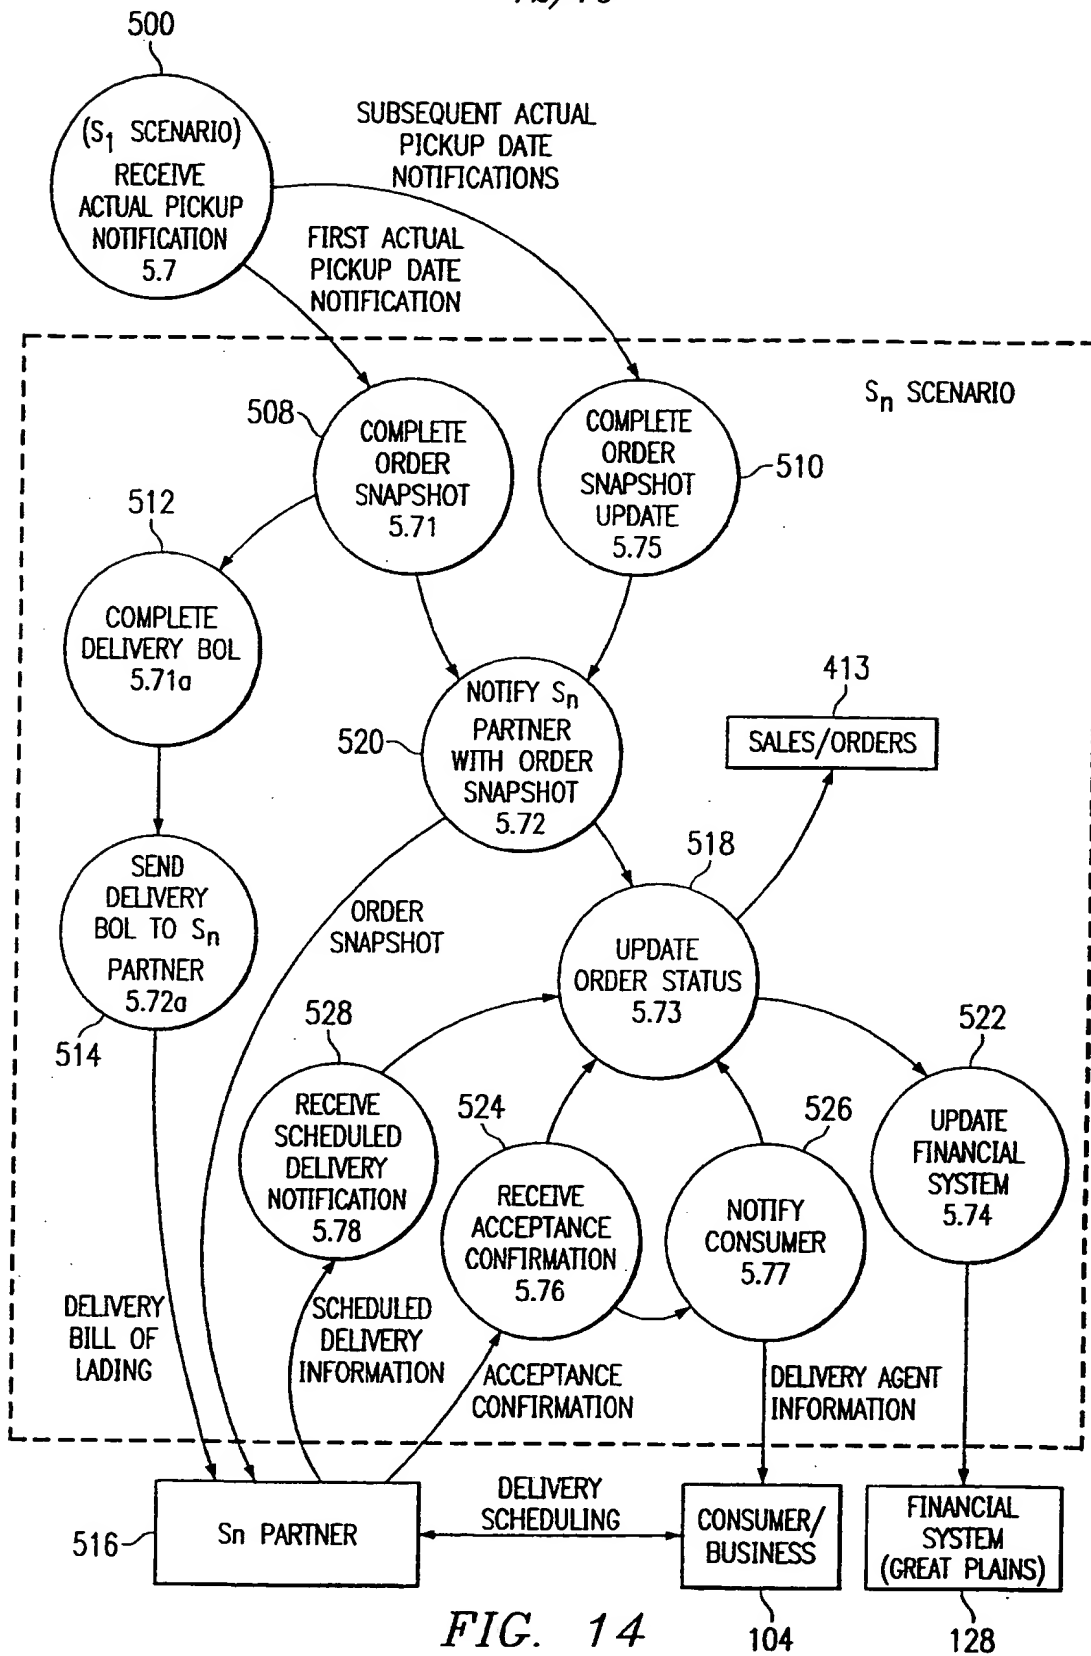 500
(S1 SCENARIO)
RECEIVE
ACTUAL PICKUP
NOTIFICATION
5.7
SUBSEQUENT ACTUAL
PICKUP DATE
NOTIFICATIONS
FIRST ACTUAL
PICKUP DATE
NOTIFICATION
Sn SCENARIO
508
COMPLETE
ORDER
SNAPSHOT
5.71
COMPLETE
ORDER
SNAPSHOT
UPDATE
5.75
510
512
COMPLETE
DELIVERY BOL
5.71a
520
NOTIFY Sn
PARTNER
WITH ORDER
SNAPSHOT
5.72
413
SALES/ORDERS
SEND
DELIVERY
BOL TO Sn
PARTNER
5.72a
514
ORDER
SNAPSHOT
518
UPDATE
ORDER STATUS
5.73
528
RECEIVE
SCHEDULED
DELIVERY
NOTIFICATION
5.78
524
RECEIVE
ACCEPTANCE
CONFIRMATION
5.76
526
NOTIFY
CONSUMER
5.77
522
UPDATE
FINANCIAL
SYSTEM
5.74
DELIVERY
BILL OF
LADING
SCHEDULED
DELIVERY
INFORMATION
ACCEPTANCE
CONFIRMATION
DELIVERY AGENT
INFORMATION
516
Sn PARTNER
DELIVERY
SCHEDULING
CONSUMER/
BUSINESS
104
FINANCIAL
SYSTEM
(GREAT PLAINS)
128
FIG. 14